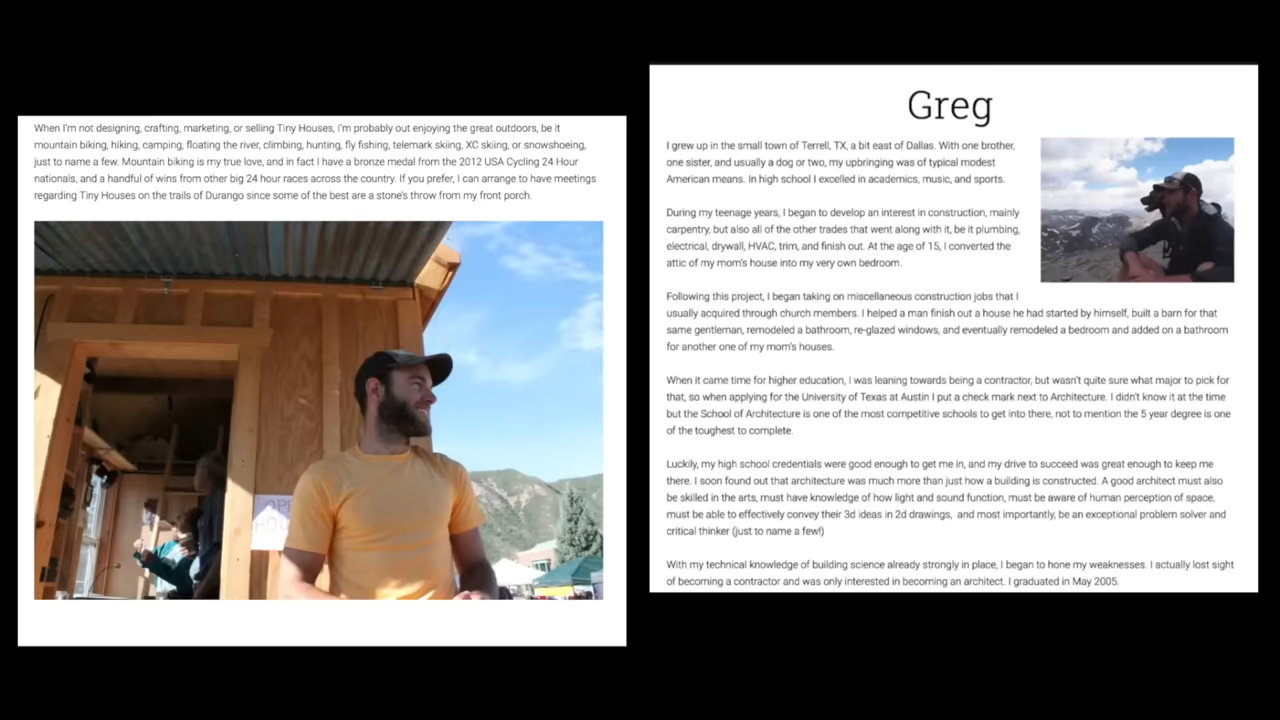 When I'm not designing, crafting, marketing, or selling Tiny Houses, I'm probably out enjoying the great outdoors, be it
mountain biking, hiking, camping, floating the river, climbing, hunting, fly fishing, telemark skiing, XC skiing, or snowshoeing,
just to name a few. Mountain biking is my true love, and in fact I have a bronze medal from the 2012 USA Cycling 24 Hour
nationals, and a handful of wins from other big 24 hour races across the country. If you prefer, I can arrange to have meetings
regarding Tiny Houses on the trails of Durango since some of the best are a stone's throw from my front porch.
Greg
I grew up in the small town of Terrell, TX, a bit east of Dallas. With one brother,
one sister, and usually a dog or two, my upbringing was of typical modest
American means. In high school I excelled in academics, music, and sports.
During my teenage years, I began to develop an interest in construction, mainly
carpentry, but also all of the other trades that went along with it, be it plumbing,
electrical, drywall, HVAC, trim, and finish out. At the age of 15, I converted the
attic of my mom's house into my very own bedroom.
Following this project, I began taking on miscellaneous construction jobs that I
usually acquired through church members. I helped a man finish out a house he had started by himself, built a barn for that
same gentleman, remodeled a bathroom, re-glazed windows, and eventually remodeled a bedroom and added on a bathroom
for another one of my mom's houses.
When it came time for higher education, I was leaning towards being a contractor, but wasn't quite sure what major to pick for
that, so when applying for the University of Texas at Austin I put a check mark next to Architecture. I didn't know it at the time
but the School of Architecture is one of the most competitive schools to get into there, not to mention the 5 year degree is one
of the toughest to complete.
Luckily, my high school credentials were good enough to get me in, and my drive to succeed was great enough to keep me
there. I soon found out that architecture was much more than just how a building is constructed. A good architect must also
be skilled in the arts, must have knowledge of how light and sound function, must be aware of human perception of space,
must be able to effectively convey their 3d ideas in 2d drawings, and most importantly, be an exceptional problem solver and
critical thinker (just to name a few!)
With my technical knowledge of building science already strongly in place, I began to hone my weaknesses. I actually lost sight
of becoming a contractor and was only interested in becoming an architect. I graduated in May 2005.